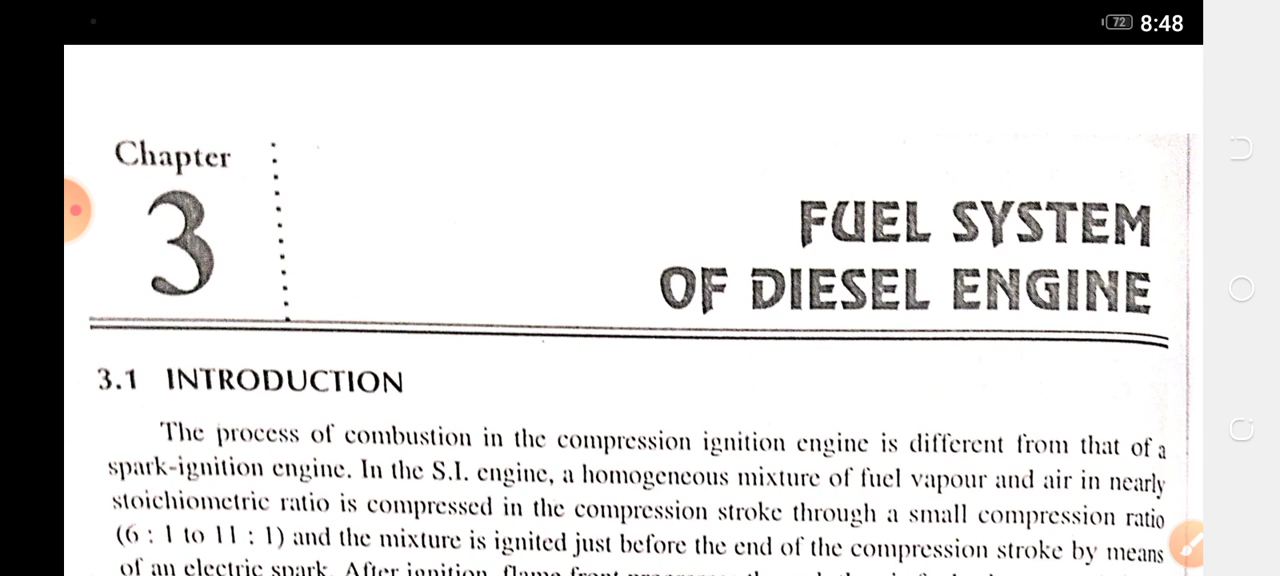 72 8:48
Chapter
3
FUEL SYSTEM
OF DIESEL ENGINE
3.1 INTRODUCTION
The process of combustion in the compression ignition engine is different from that of a
spark-ignition engine. In the S.I. engine, a homogeneous mixture of fuel vapour and air in nearly
stoichiometric ratio is compressed in the compression stroke through a small compression ratio
(6 : 1 to 11 : 1) and the mixture is ignited just before the end of the compression stroke by means
of an electric spark. After ignition, flame front